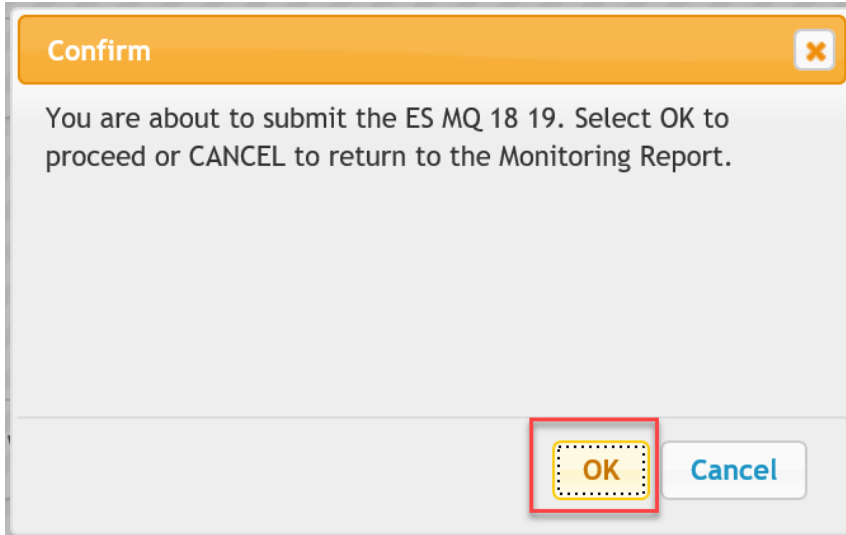 Confirm
You are about to submit the ES MQ 18 19. Select OK to
proceed or CANCEL to return to the Monitoring Report.
OK Cancel